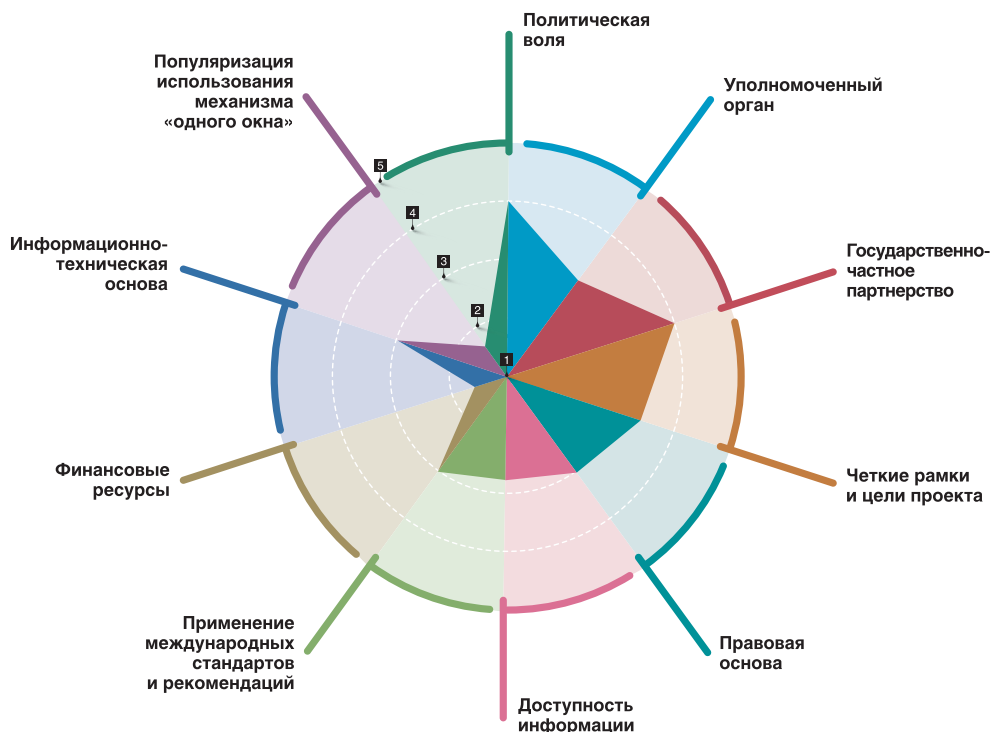 Политическая
воля
Популяризация
использования
механизма
«одного окна»
Уполномоченный
орган
5
4
3
2
1
Информационно-
техническая
основа
Государственно-
частное
партнерство
Финансовые
ресурсы
Четкие рамки
и цели проекта
Применение
международных
стандартов
и рекомендаций
Правовая
основа
Доступность
информации